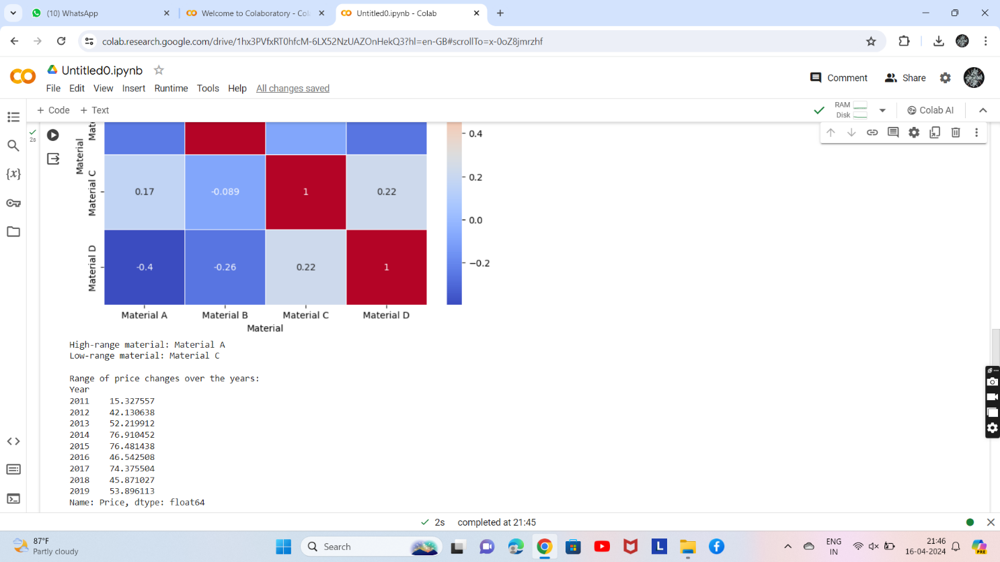 (10) WhatsApp
Welcome to Colaboratory - Col
Untitled0.ipynb - Colab
colab.research.google.com/drive/1hx3PVfxRT0hfcM-6LX52NzUAZOnHekQ3?hl=en-GB#scrollTo=x-0oZ8jmrzhf
Untitled0.ipynb
File Edit View Insert Runtime Tools Help All changes saved
Comment Share
+ Code + Text
RAM
Disk
Colab AI
2s
Material
Mate
0.4
0.2
0.0
−0.2
Material C
0.17 -0.089 1 0.22
Material D
-0.4 -0.26 0.22 1
Material A Material B Material C Material D
Material
High-range material: Material A
Low-range material: Material C
Range of price changes over the years:
Year
2011 15.327557
2012 42.130638
2013 52.219912
2014 76.910452
2015 76.481438
2016 46.542508
2017 74.375504
2018 45.871027
2019 53.896113
Name: Price, dtype: float64
2s completed at 21:45
87°F
Partly cloudy
Search
L
ENG
IN
21:46
16-04-2024
PRE